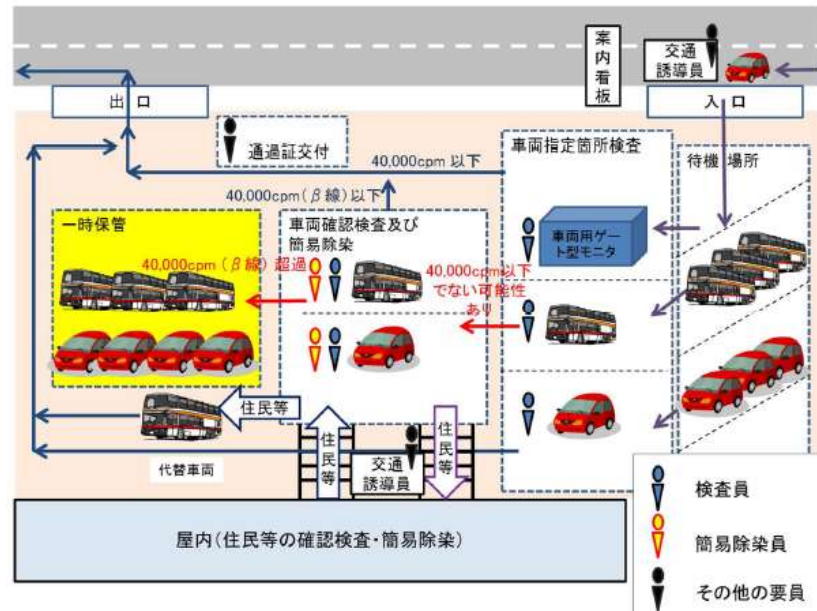 案内看板
交通
誘導員
出 口
入 口
通過証交付
車両指定箇所検査
待機 場所
40,000cpm 以下
40,000cpm(β線)以下
一時保管
車両確認検査及び
簡易除染
車両用ゲー
ト型モニタ
40,000cpm (β線) 超過
40,000cpm以下
でない可能性
あり
住民等
代替車両
住民等
交通
誘導員
住民等
屋内(住民等の確認検査・簡易除染)
検査員
簡易除染員
その他の要員